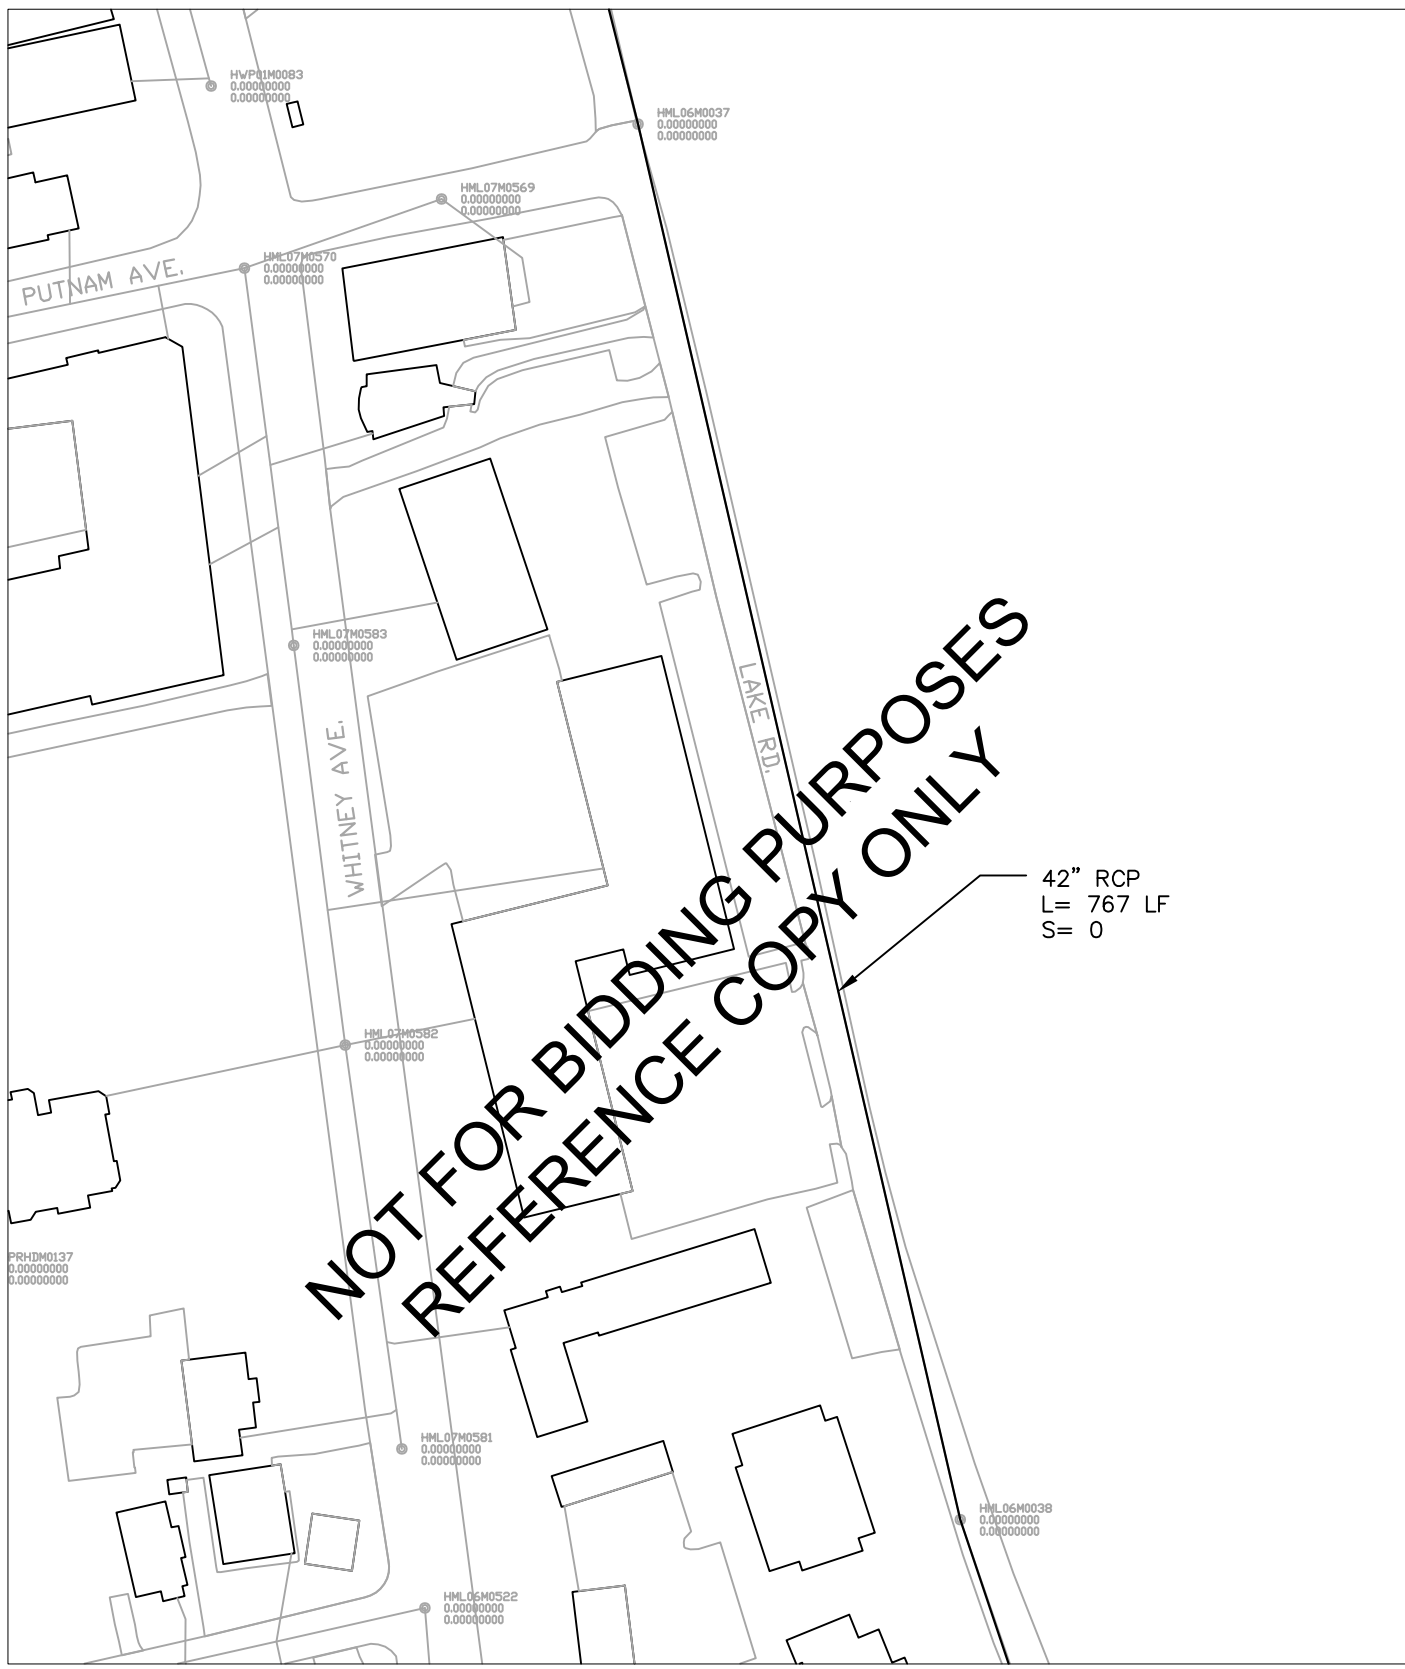 HWP01M0083
0.00000000
0.00000000
HML06M0037
0.00000000
0.00000000
HML07M0569
0.00000000
0.00000000
HML07M0570
0.00000000
0.00000000
PUTNAM AVE.
HML07M0583
0.00000000
0.00000000
LAKE RD.
WHITNEY AVE.
NOT FOR BIDDING PURPOSES
REFERENCE COPY ONLY
42” RCP
L= 767 LF
S= 0
HML07M0582
0.00000000
0.00000000
PRHDM0137
0.00000000
0.00000000
HML07M0581
0.00000000
0.00000000
HML06M0038
0.00000000
0.00000000
HML06M0522
0.00000000
0.00000000